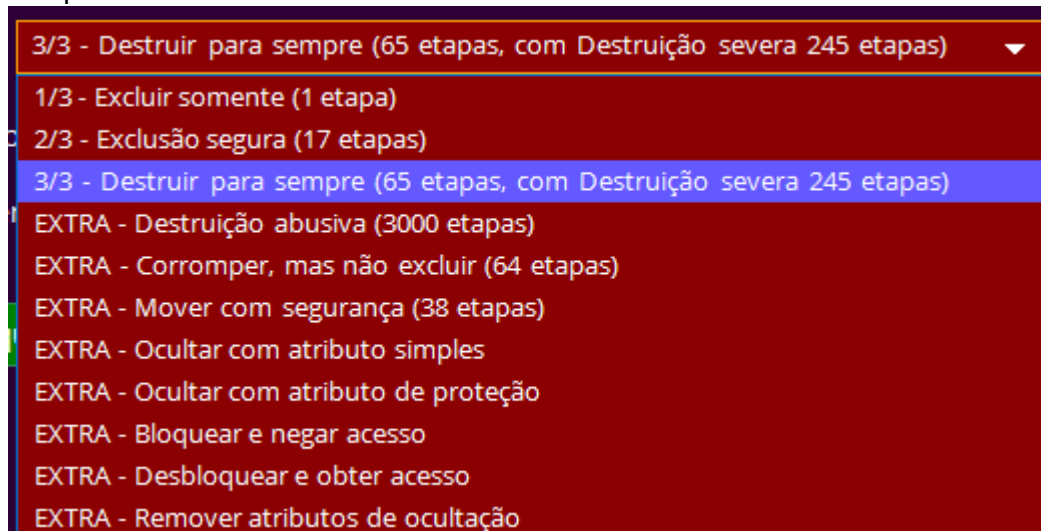 3/3 - Destruir para sempre (65 etapas, com Destruição severa 245 etapas)
1/3 - Excluir somente (1 etapa)
2/3 - Exclusão segura (17 etapas)
3/3 - Destruir para sempre (65 etapas, com Destruição severa 245 etapas)
EXTRA - Destruição abusiva (3000 etapas)
EXTRA - Corromper, mas não excluir (64 etapas)
EXTRA - Mover com segurança (38 etapas)
EXTRA - Ocultar com atributo simples
EXTRA - Ocultar com atributo de proteção
EXTRA - Bloquear e negar acesso
EXTRA - Desbloquear e obter acesso
EXTRA - Remover atributos de ocultação